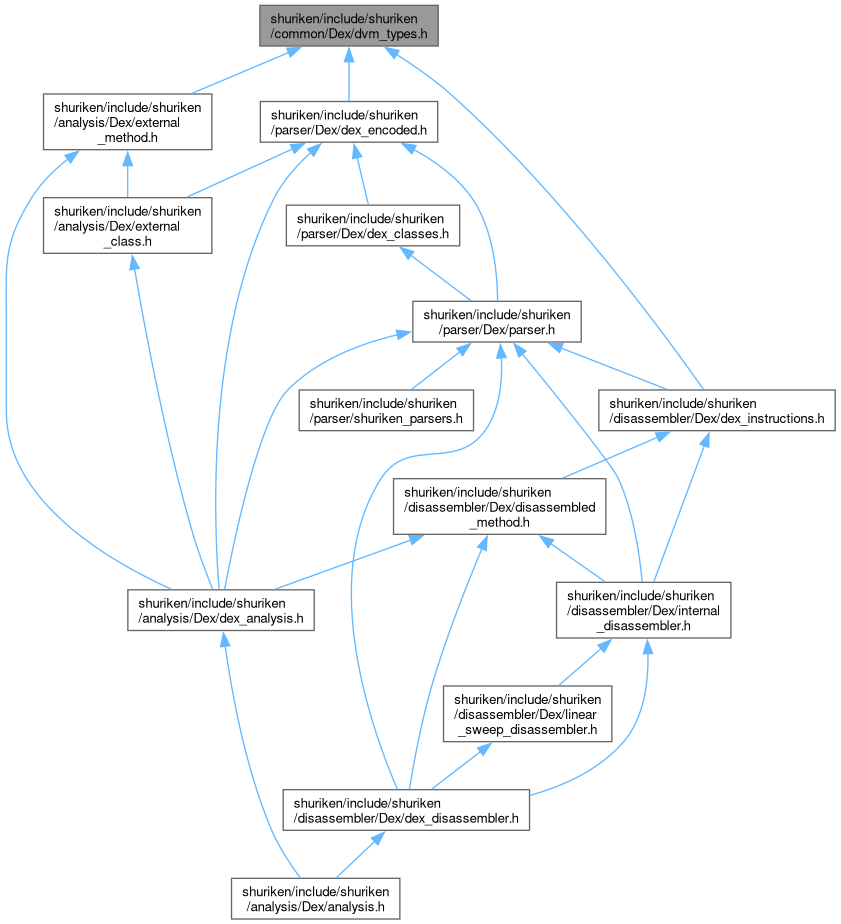 shuriken/include/shuriken
/common/Dex/dvm_types.h
shuriken/include/shuriken
/analysis/Dex/external
_method.h
shuriken/include/shuriken
/parser/Dex/dex_encoded.h
shuriken/include/shuriken
/analysis/Dex/external
_class.h
shuriken/include/shuriken
/parser/Dex/dex_classes.h
shuriken/include/shuriken
/parser/Dex/parser.h
shuriken/include/shuriken
/parser/shuriken_parsers.h
shuriken/include/shuriken
/disassembler/Dex/dex_instructions.h
shuriken/include/shuriken
/disassembler/Dex/disassembled
_method.h
shuriken/include/shuriken
/analysis/Dex/dex_analysis.h
shuriken/include/shuriken
/disassembler/Dex/internal
_disassembler.h
shuriken/include/shuriken
/disassembler/Dex/linear
_sweep_disassembler.h
shuriken/include/shuriken
/disassembler/Dex/dex_disassembler.h
shuriken/include/shuriken
/analysis/Dex/analysis.h